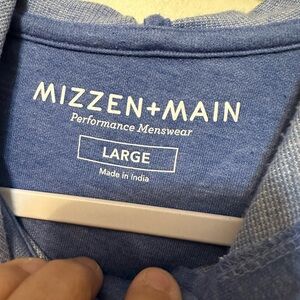 MIZZEN+MAIN
Performance Menswear
LARGE
Made in India